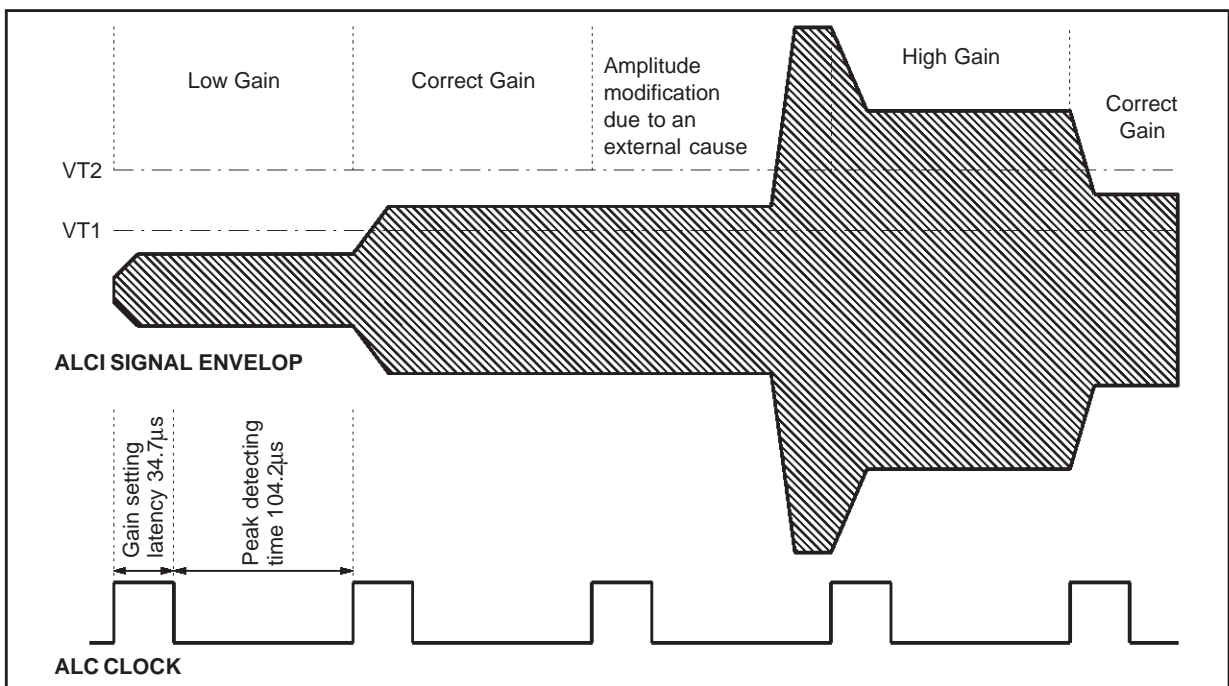 Low Gain
Correct Gain
Amplitude
modification
due to an
external cause
High Gain
Correct
Gain
VT2
VT1
ALCI SIGNAL ENVELOP
Gain setting
latency 34.7µs
Peak detecting
time 104.2µs
ALC CLOCK